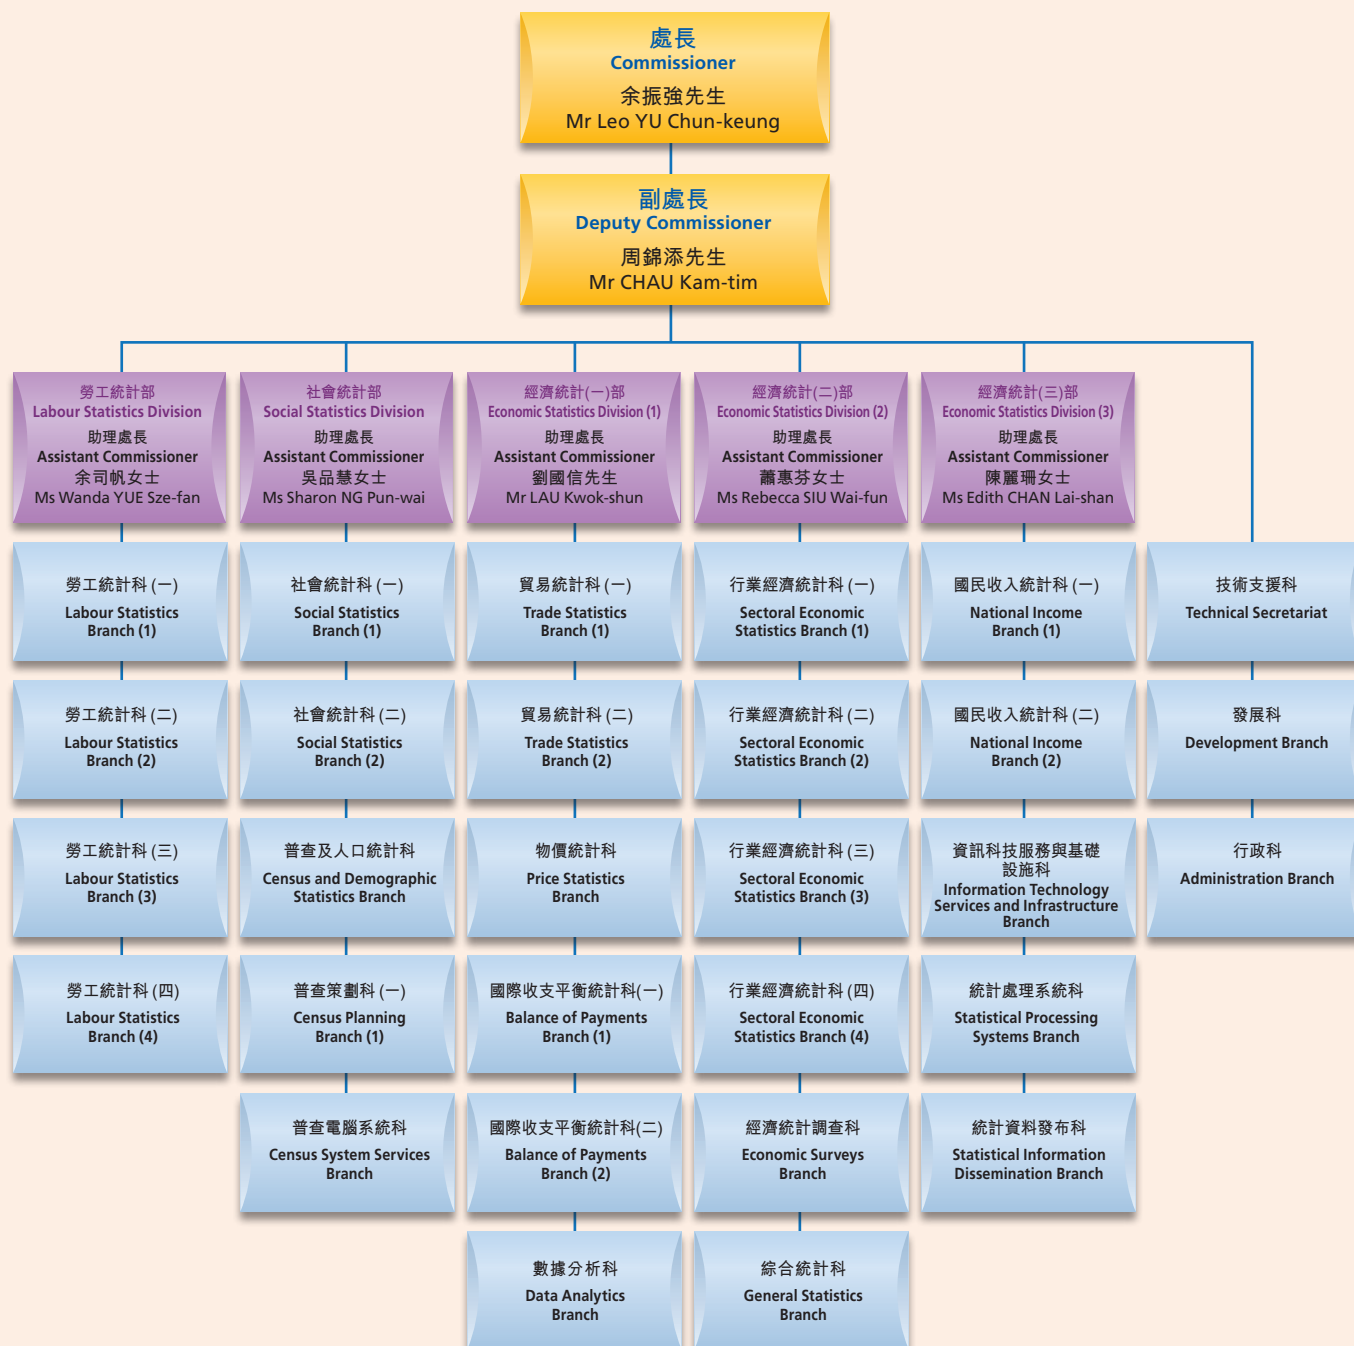 處長
Commissioner
余振強先生
Mr Leo YU Chun-keung
副處長
Deputy Commissioner
周錦添先生
Mr CHAU Kam-tim
勞工統計部
Labour Statistics Division
助理處長
Assistant Commissioner
余司帆女士
Ms Wanda YUE Sze-fan
社會統計部
Social Statistics Division
助理處長
Assistant Commissioner
吳品慧女士
Ms Sharon NG Pun-wai
經濟統計(一)部
Economic Statistics Division (1)
助理處長
Assistant Commissioner
劉國信先生
Mr LAU Kwok-shun
經濟統計(二)部
Economic Statistics Division (2)
助理處長
Assistant Commissioner
蕭惠芬女士
Ms Rebecca SIU Wai-fun
經濟統計(三)部
Economic Statistics Division (3)
助理處長
Assistant Commissioner
陳麗珊女士
Ms Edith CHAN Lai-shan
勞工統計科 (一)
Labour Statistics
Branch (1)
社會統計科 (一)
Social Statistics
Branch (1)
貿易統計科 (一)
Trade Statistics
Branch (1)
行業經濟統計科 (一)
Sectoral Economic
Statistics Branch (1)
國民收入統計科 (一)
National Income
Branch (1)
技術支援科
Technical Secretariat
勞工統計科 (二)
Labour Statistics
Branch (2)
社會統計科 (二)
Social Statistics
Branch (2)
貿易統計科 (二)
Trade Statistics
Branch (2)
行業經濟統計科 (二)
Sectoral Economic
Statistics Branch (2)
國民收入統計科 (二)
National Income
Branch (2)
發展科
Development Branch
勞工統計科 (三)
Labour Statistics
Branch (3)
普查及人口統計科
Census and Demographic
Statistics Branch
物價統計科
Price Statistics
Branch
行業經濟統計科 (三)
Sectoral Economic
Statistics Branch (3)
資訊科技服務與基礎
設施科
Information Technology
Services and Infrastructure
Branch
行政科
Administration Branch
勞工統計科 (四)
Labour Statistics
Branch (4)
普查策劃科 (一)
Census Planning
Branch (1)
國際收支平衡統計科(一)
Balance of Payments
Branch (1)
行業經濟統計科 (四)
Sectoral Economic
Statistics Branch (4)
統計處理系統科
Statistical Processing
Systems Branch
普查電腦系統科
Census System Services
Branch
國際收支平衡統計科(二)
Balance of Payments
Branch (2)
經濟統計調查科
Economic Surveys
Branch
統計資料發布科
Statistical Information
Dissemination Branch
數據分析科
Data Analytics
Branch
綜合統計科
General Statistics
Branch